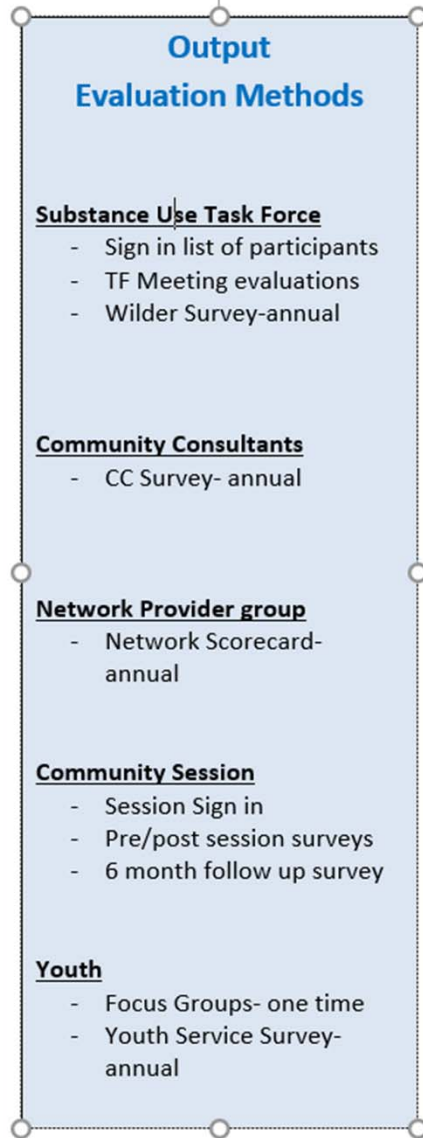 Output
Evaluation Methods
Substance Use Task Force
- Sign in list of participants
- TF Meeting evaluations
- Wilder Survey-annual
Community Consultants
- CC Survey- annual
Network Provider group
- Network Scorecard-
annual
Community Session
- Session Sign in
- Pre/post session surveys
- 6 month follow up survey
Youth
- Focus Groups- one time
- Youth Service Survey-
annual